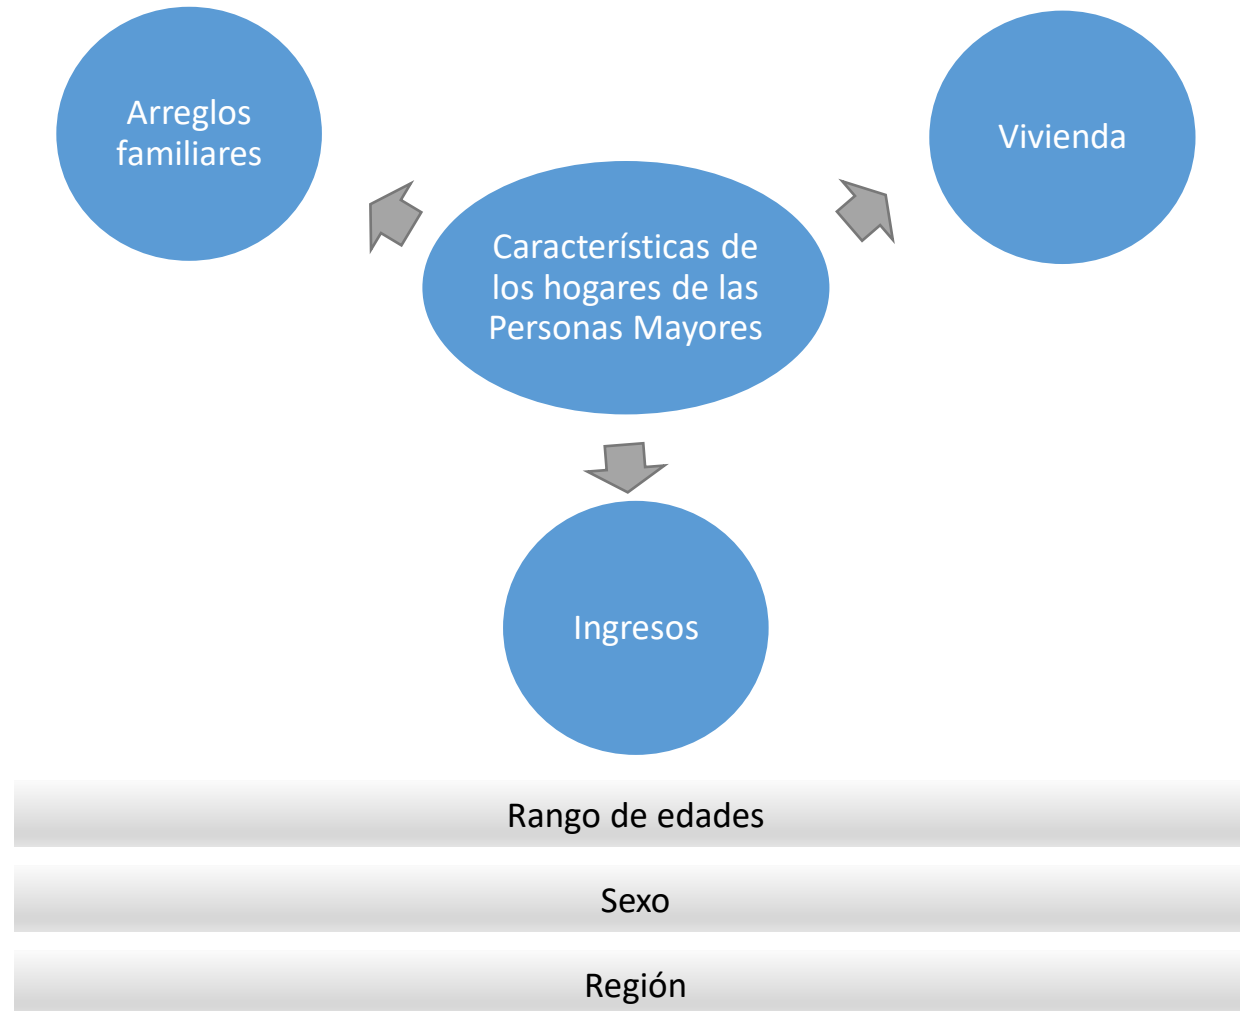 Arreglos
familiares
Vivienda
Características de
los hogares de las
Personas Mayores
Ingresos
Rango de edades
Sexo
Región